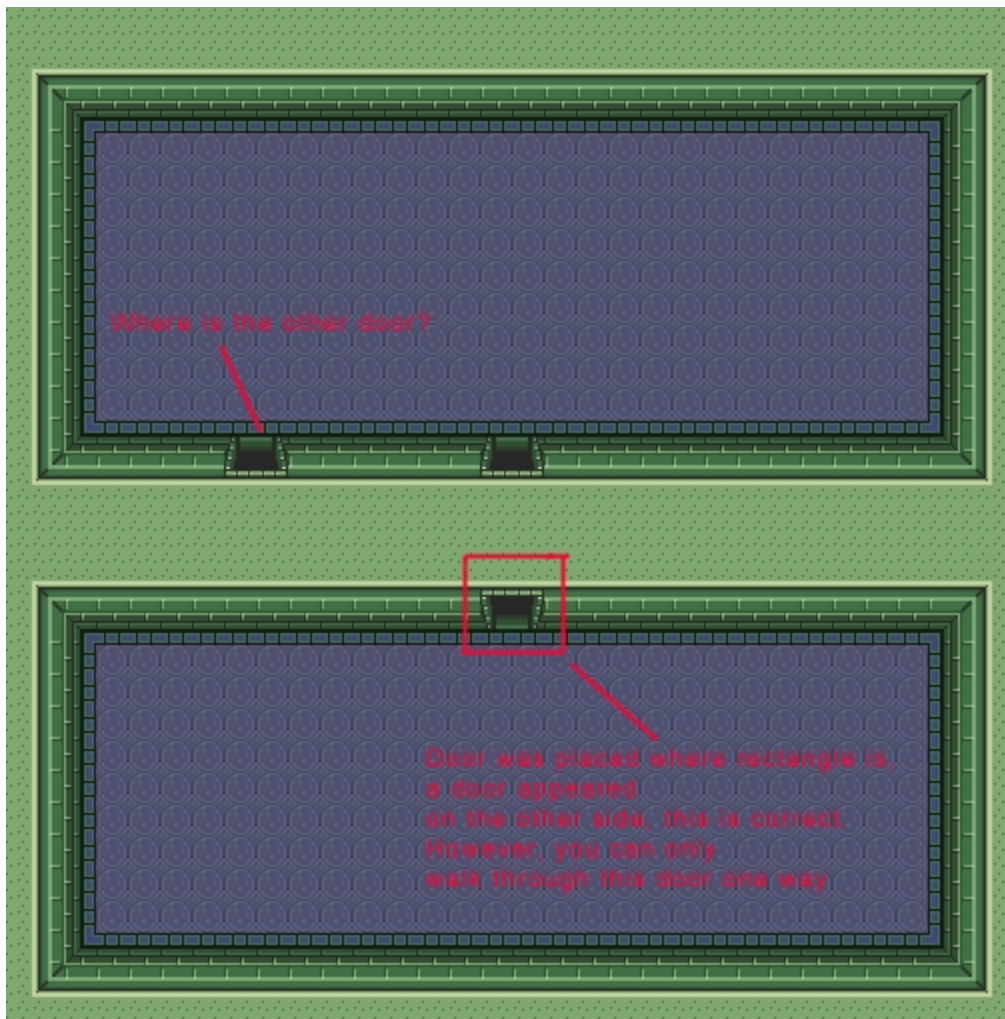 Where is the other door?
Door was placed where rectangle is,
a door appeared
on the other side, this is correct.
However, you can only
walk through this door one way